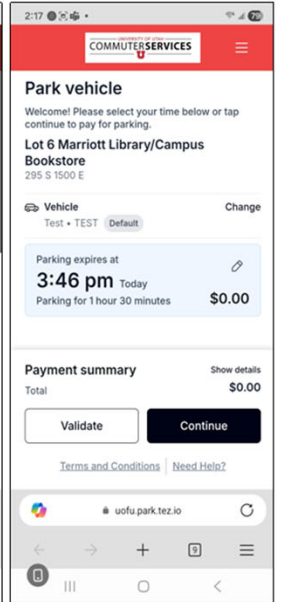 2:17
79
UNIVERSITY OF UTAH
COMMUTERSERVICES
U
Park vehicle
Welcome! Please select your time below or tap
continue to pay for parking.
Lot 6 Marriott Library/Campus
Bookstore
295 S 1500 E
Vehicle Change
Test • TEST Default
Parking expires at
3:46 pm Today
Parking for 1 hour 30 minutes $0.00
Payment summary Show details
Total $0.00
Validate Continue
Terms and Conditions Need Help?
uofu.park.tez.io
9